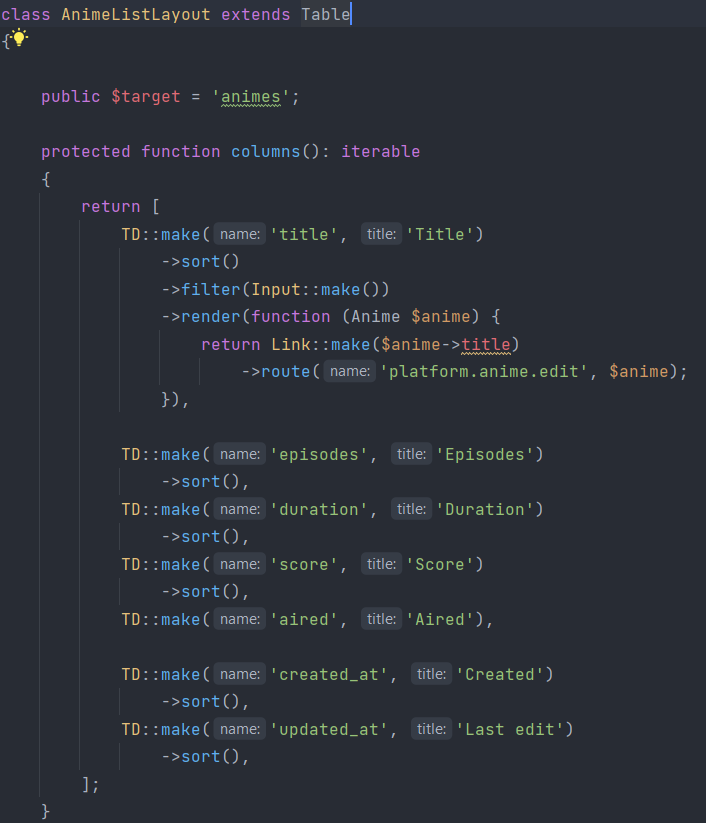 class AnimeListLayout extends Table
{
public $target = 'animes';
protected function columns(): iterable
{
return [
TD::make( name: 'title', title: 'Title')
->sort()
->filter(Input::make())
->render(function (Anime $anime) {
return Link::make($anime->title)
->route( name: 'platform.anime.edit', $anime);
}),
TD::make( name: 'episodes', title: 'Episodes')
->sort(),
TD::make( name: 'duration', title: 'Duration')
->sort(),
TD::make( name: 'score', title: 'Score')
->sort(),
TD::make( name: 'aired', title: 'Aired'),
TD::make( name: 'created_at', title: 'Created')
->sort(),
TD::make( name: 'updated_at', title: 'Last edit')
->sort(),
];
}